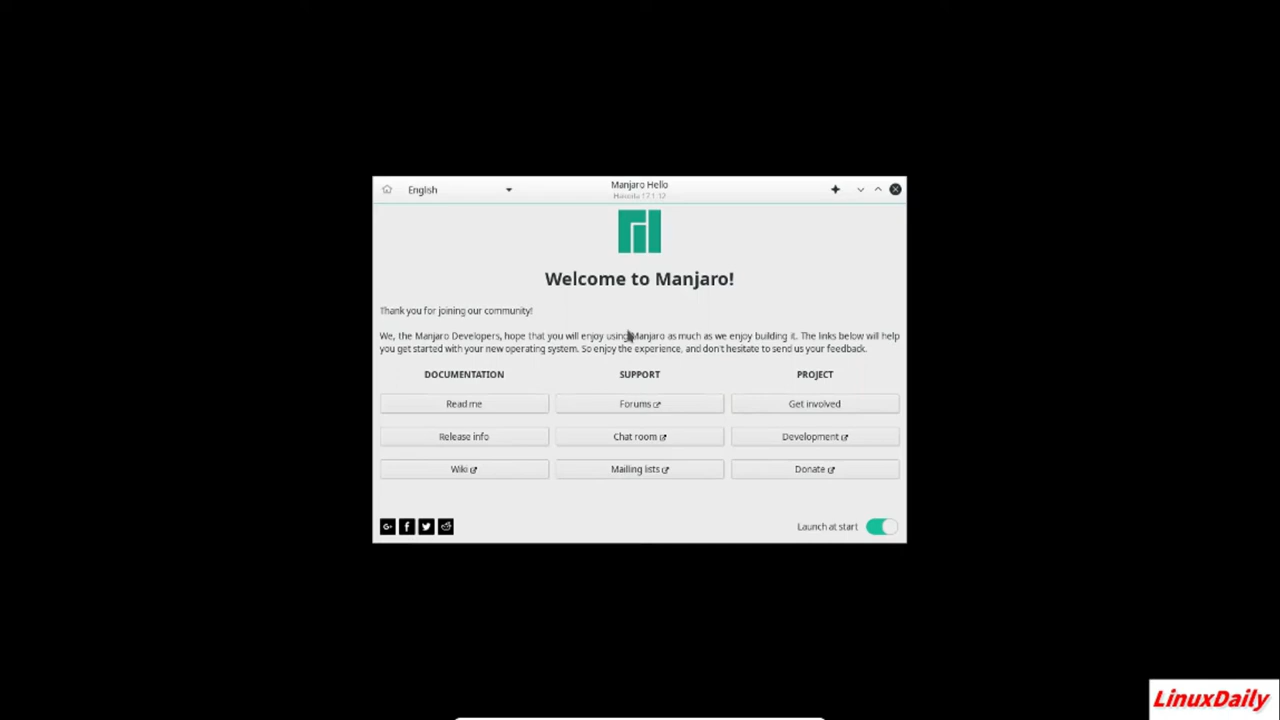 English
Manjaro Hello
Hakoila 17.1.12
Welcome to Manjaro!
Thank you for joining our community!
We, the Manjaro Developers, hope that you will enjoy using Manjaro as much as we enjoy building it. The links below will help
you get started with your new operating system. So enjoy the experience, and don't hesitate to send us your feedback.
DOCUMENTATION SUPPORT PROJECT
Read me Forums Get involved
Release info Chat room Development
Wiki Mailing lists Donate
G+
Launch at start
LinuxDaily